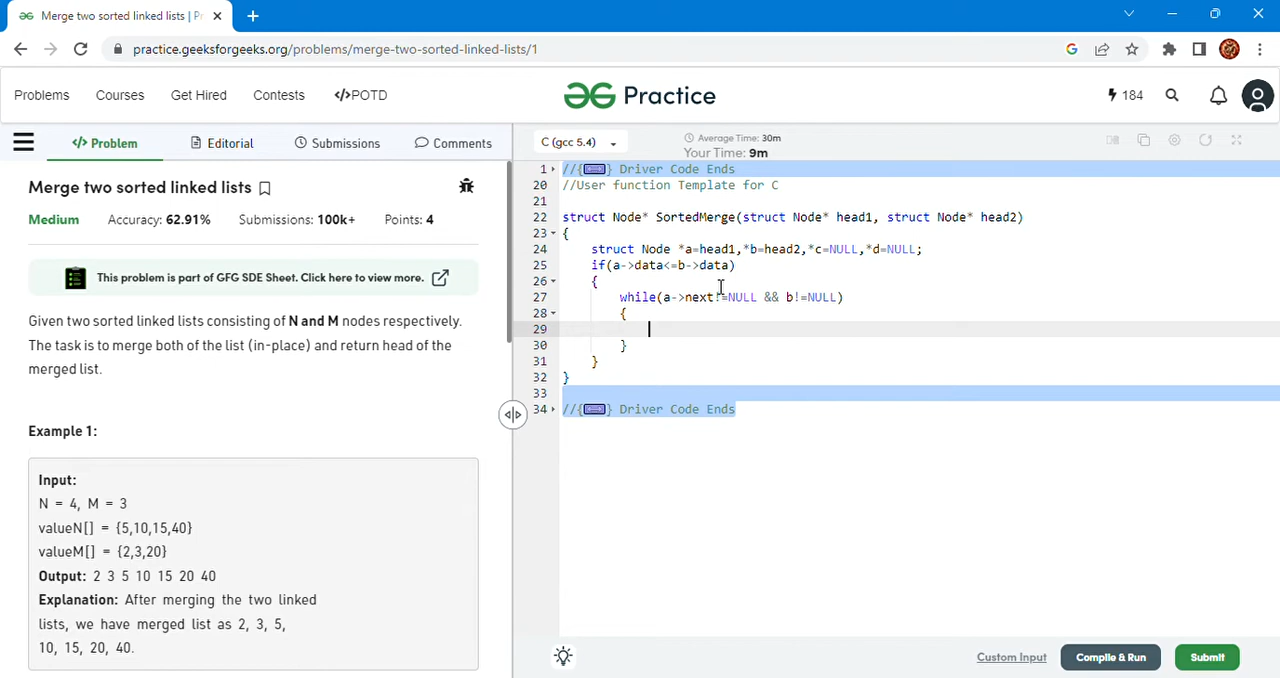 Merge two sorted linked lists | Pr
practice.geeksforgeeks.org/problems/merge-two-sorted-linked-lists/1
Problems Courses Get Hired Contests </>POTD
Practice
184
</> Problem Editorial Submissions Comments
C (gcc 5.4)
Average Time: 30m
Your Time: 9m
Merge two sorted linked lists
Medium Accuracy: 62.91% Submissions: 100k+ Points: 4
This problem is part of GFG SDE Sheet. Click here to view more.
Given two sorted linked lists consisting of N and M nodes respectively.
The task is to merge both of the list (in-place) and return head of the
merged list.
Example 1:
Input:
N = 4, M = 3
valueN[] = {5,10,15,40}
valueM[] = {2,3,20}
Output: 2 3 5 10 15 20 40
Explanation: After merging the two linked
lists, we have merged list as 2, 3, 5,
10, 15, 20, 40.
1 //{ } Driver Code Ends
20 //User function Template for C
21
22 struct Node* SortedMerge(struct Node* head1, struct Node* head2)
23 {
24 struct Node *a=head1,*b=head2,*c=NULL,*d=NULL;
25 if(a->data<=b->data)
26 {
27 while(a->next!=NULL && b!=NULL)
28 {
29
30 }
31 }
32 }
33
34 //{ } Driver Code Ends
Custom Input Compile & Run Submit